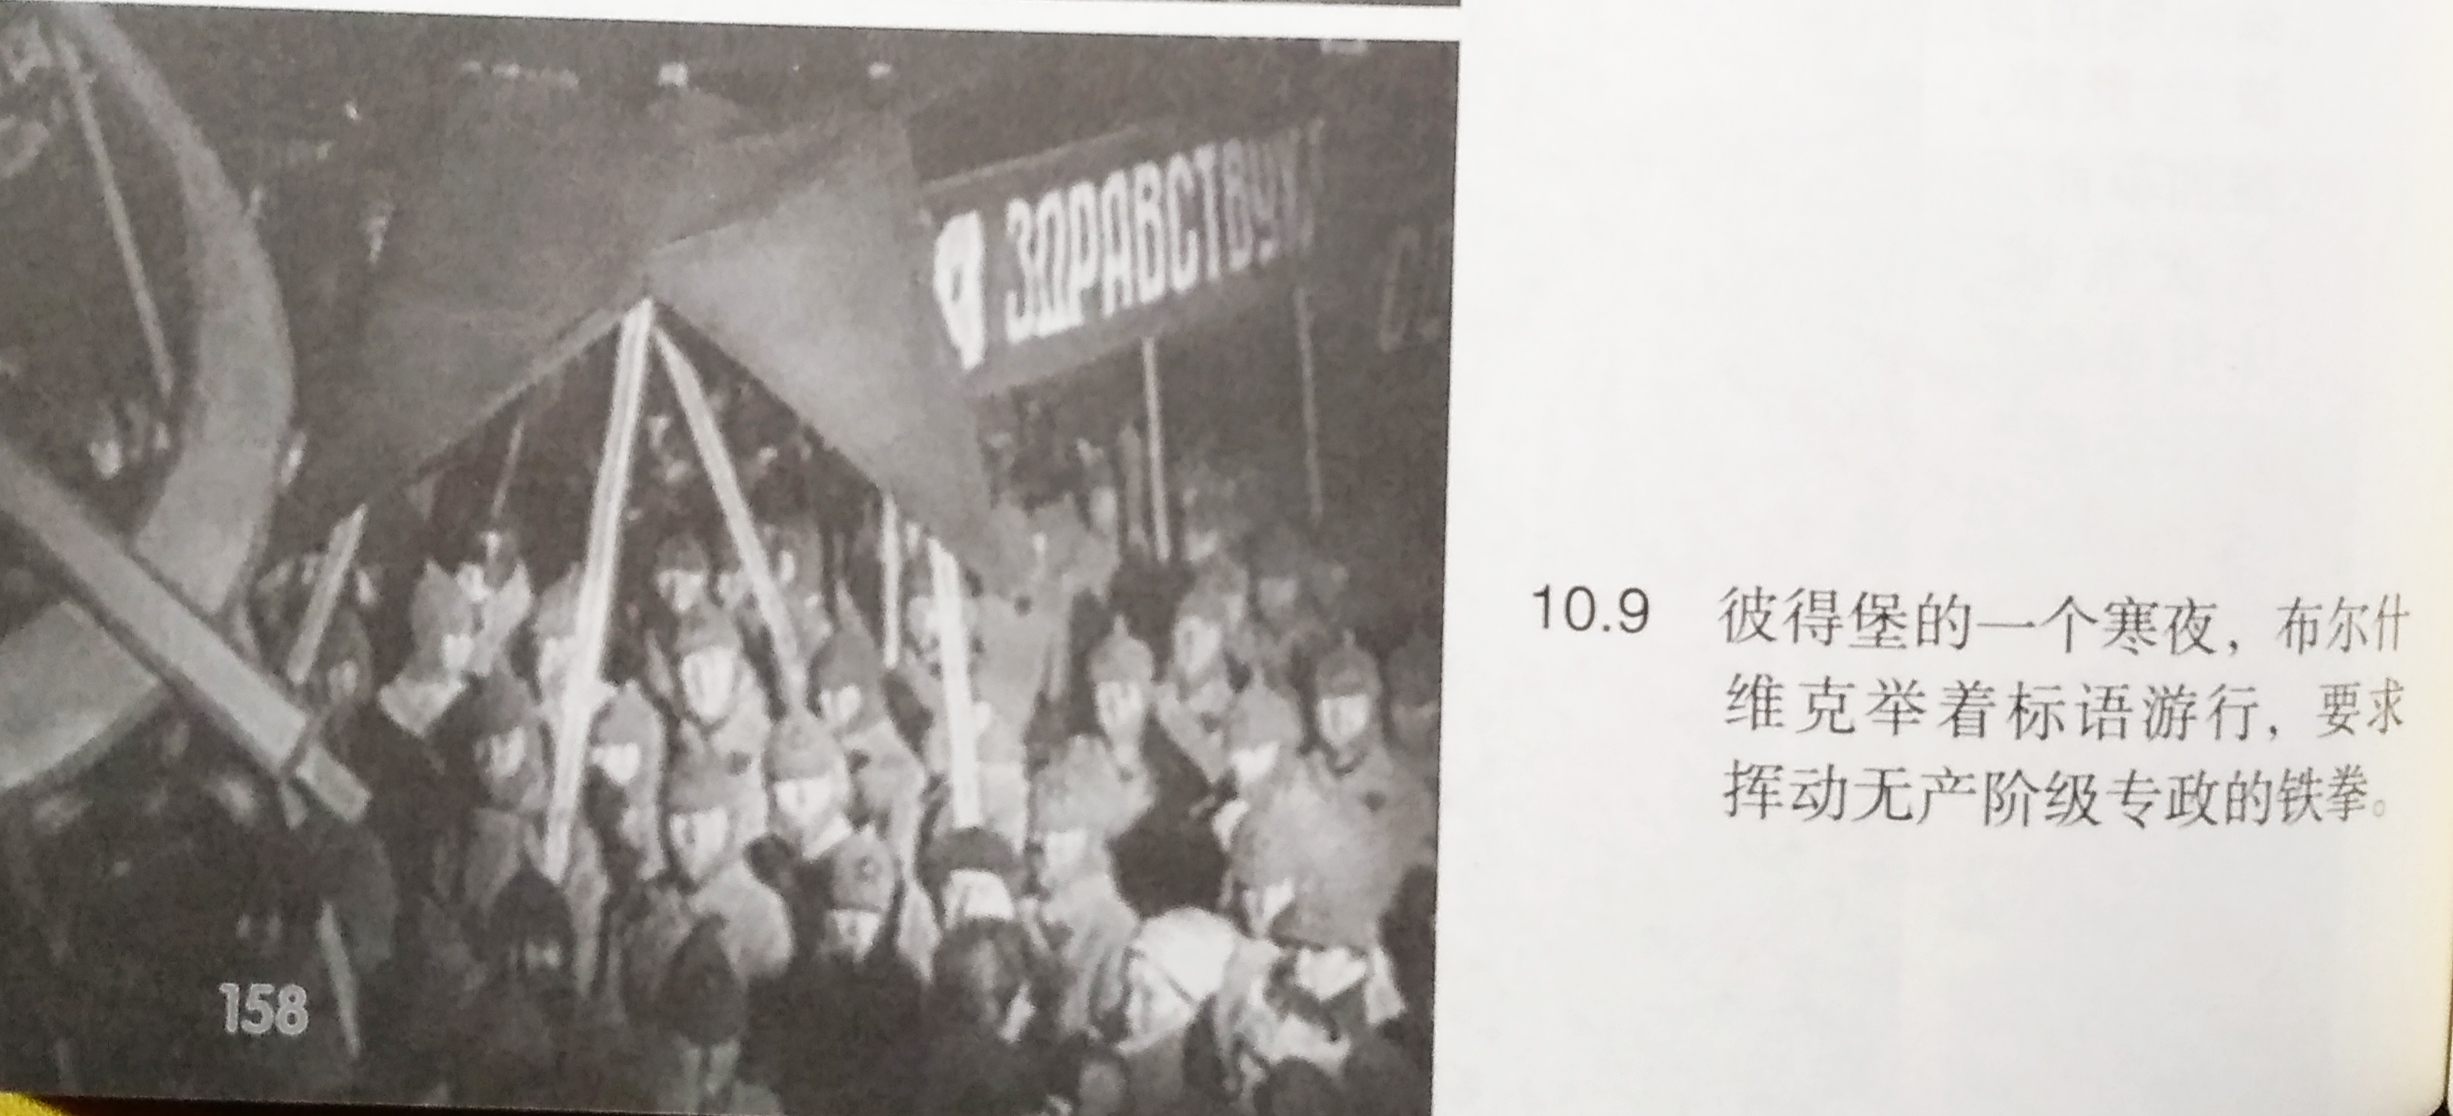 ЗДРАВСТВУЙ
158
10.9 彼得堡的一个寒夜，布尔什
维克举着标语游行，要求
挥动无产阶级专政的铁拳。